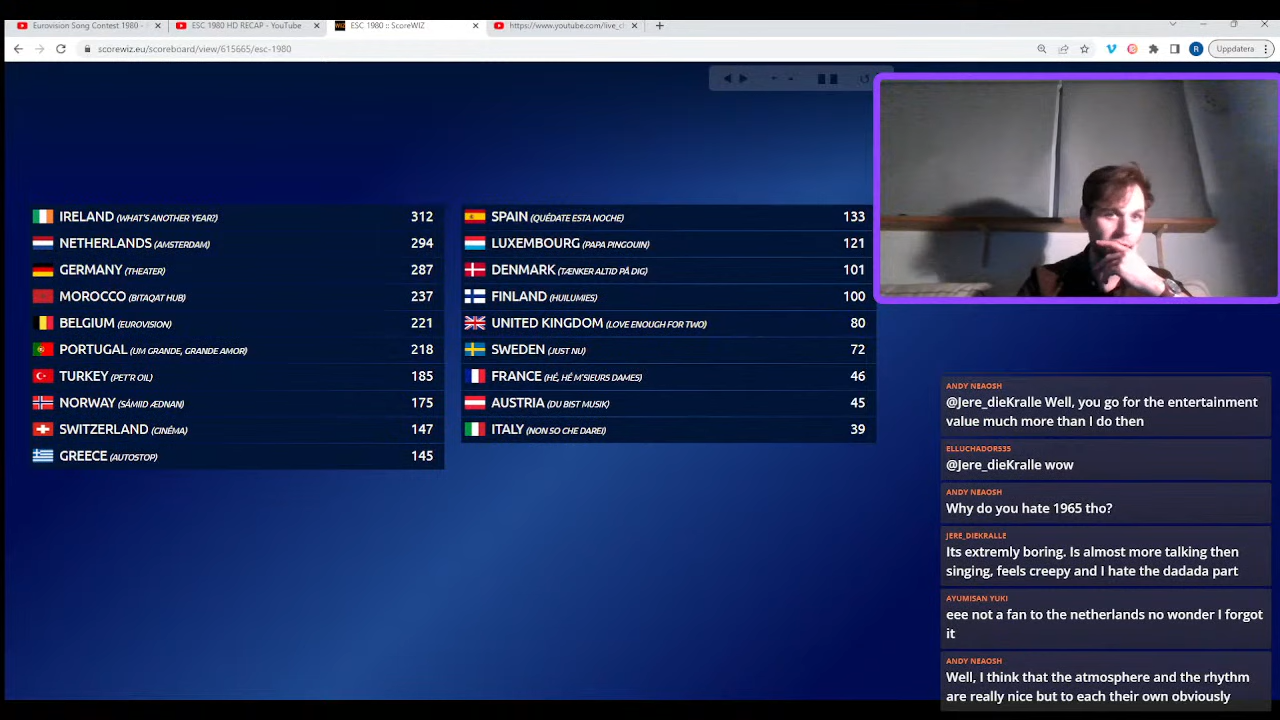 Eurovision Song Contest 1980 -
ESC 1980 HD RECAP - YouTube
WIZ
ESC 1980 :: ScoreWIZ
https://www.youtube.com/live_c
scorewiz.eu/scoreboard/view/615665/esc-1980
R
Uppdatera
IRELAND (WHAT'S ANOTHER YEAR?) 312
NETHERLANDS (AMSTERDAM) 294
GERMANY (THEATER) 287
MOROCCO (BITAQAT HUB) 237
BELGIUM (EUROVISION) 221
PORTUGAL (UM GRANDE, GRANDE AMOR) 218
TURKEY (PET'R OIL) 185
NORWAY (SÁMIID ÆDNAN) 175
SWITZERLAND (CINÉMA) 147
GREECE (AUTOSTOP) 145
SPAIN (QUÉDATE ESTA NOCHE) 133
LUXEMBOURG (PAPA PINGOUIN) 121
DENMARK (TÆNKER ALTID PÅ DIG) 101
FINLAND (HUILUMIES) 100
UNITED KINGDOM (LOVE ENOUGH FOR TWO) 80
SWEDEN (JUST NU) 72
FRANCE (HÉ, HÉ M'SIEURS DAMES) 46
AUSTRIA (DU BIST MUSIK) 45
ITALY (NON SO CHE DAREI) 39
ANDY NEAOSH
@Jere_dieKralle Well, you go for the entertainment
value much more than I do then
ELLUCHADOR535
@Jere_dieKralle wow
ANDY NEAOSH
Why do you hate 1965 tho?
JERE_DIEKRALLE
Its extremly boring. Is almost more talking then
singing, feels creepy and I hate the dadada part
AYUMISAN YUKI
eee not a fan to the netherlands no wonder I forgot
it
ANDY NEAOSH
Well, I think that the atmosphere and the rhythm
are really nice but to each their own obviously